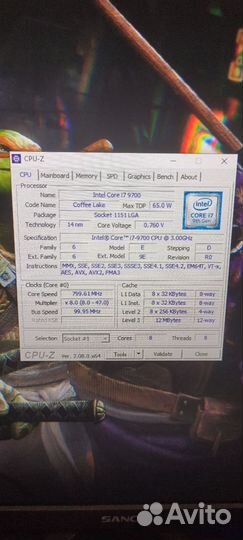 CPU-Z
CPU Mainboard Memory SPD Graphics Bench About
Processor
Name Intel Core i7 9700
Code Name Coffee Lake Max TDP 65.0 W
Package Socket 1151 LGA
Technology 14 nm Core Voltage 0.760 V
Specification Intel® Core™ i7-9700 CPU @ 3.00GHz
Family 6 Model E Stepping D
Ext. Family 6 Ext. Model 9E Revision R0
Instructions MMX, SSE, SSE2, SSE3, SSSE3, SSE4.1, SSE4.2, EM64T, VT-x, AES, AVX, AVX2, FMA3
intel
CORE i7
9th Gen
Clocks (Core #0)
Core Speed 799.61 MHz
Multiplier x 8.0 (8.0 - 47.0)
Bus Speed 99.95 MHz
Rated FSB
Cache
L1 Data 8 x 32 KBytes 8-way
L1 Inst. 8 x 32 KBytes 8-way
Level 2 8 x 256 KBytes 4-way
Level 3 12 MBytes 12-way
Selection Socket #1 Cores 8 Threads 8
CPU-Z Ver. 2.08.0.x64 Tools Validate Close
Avito